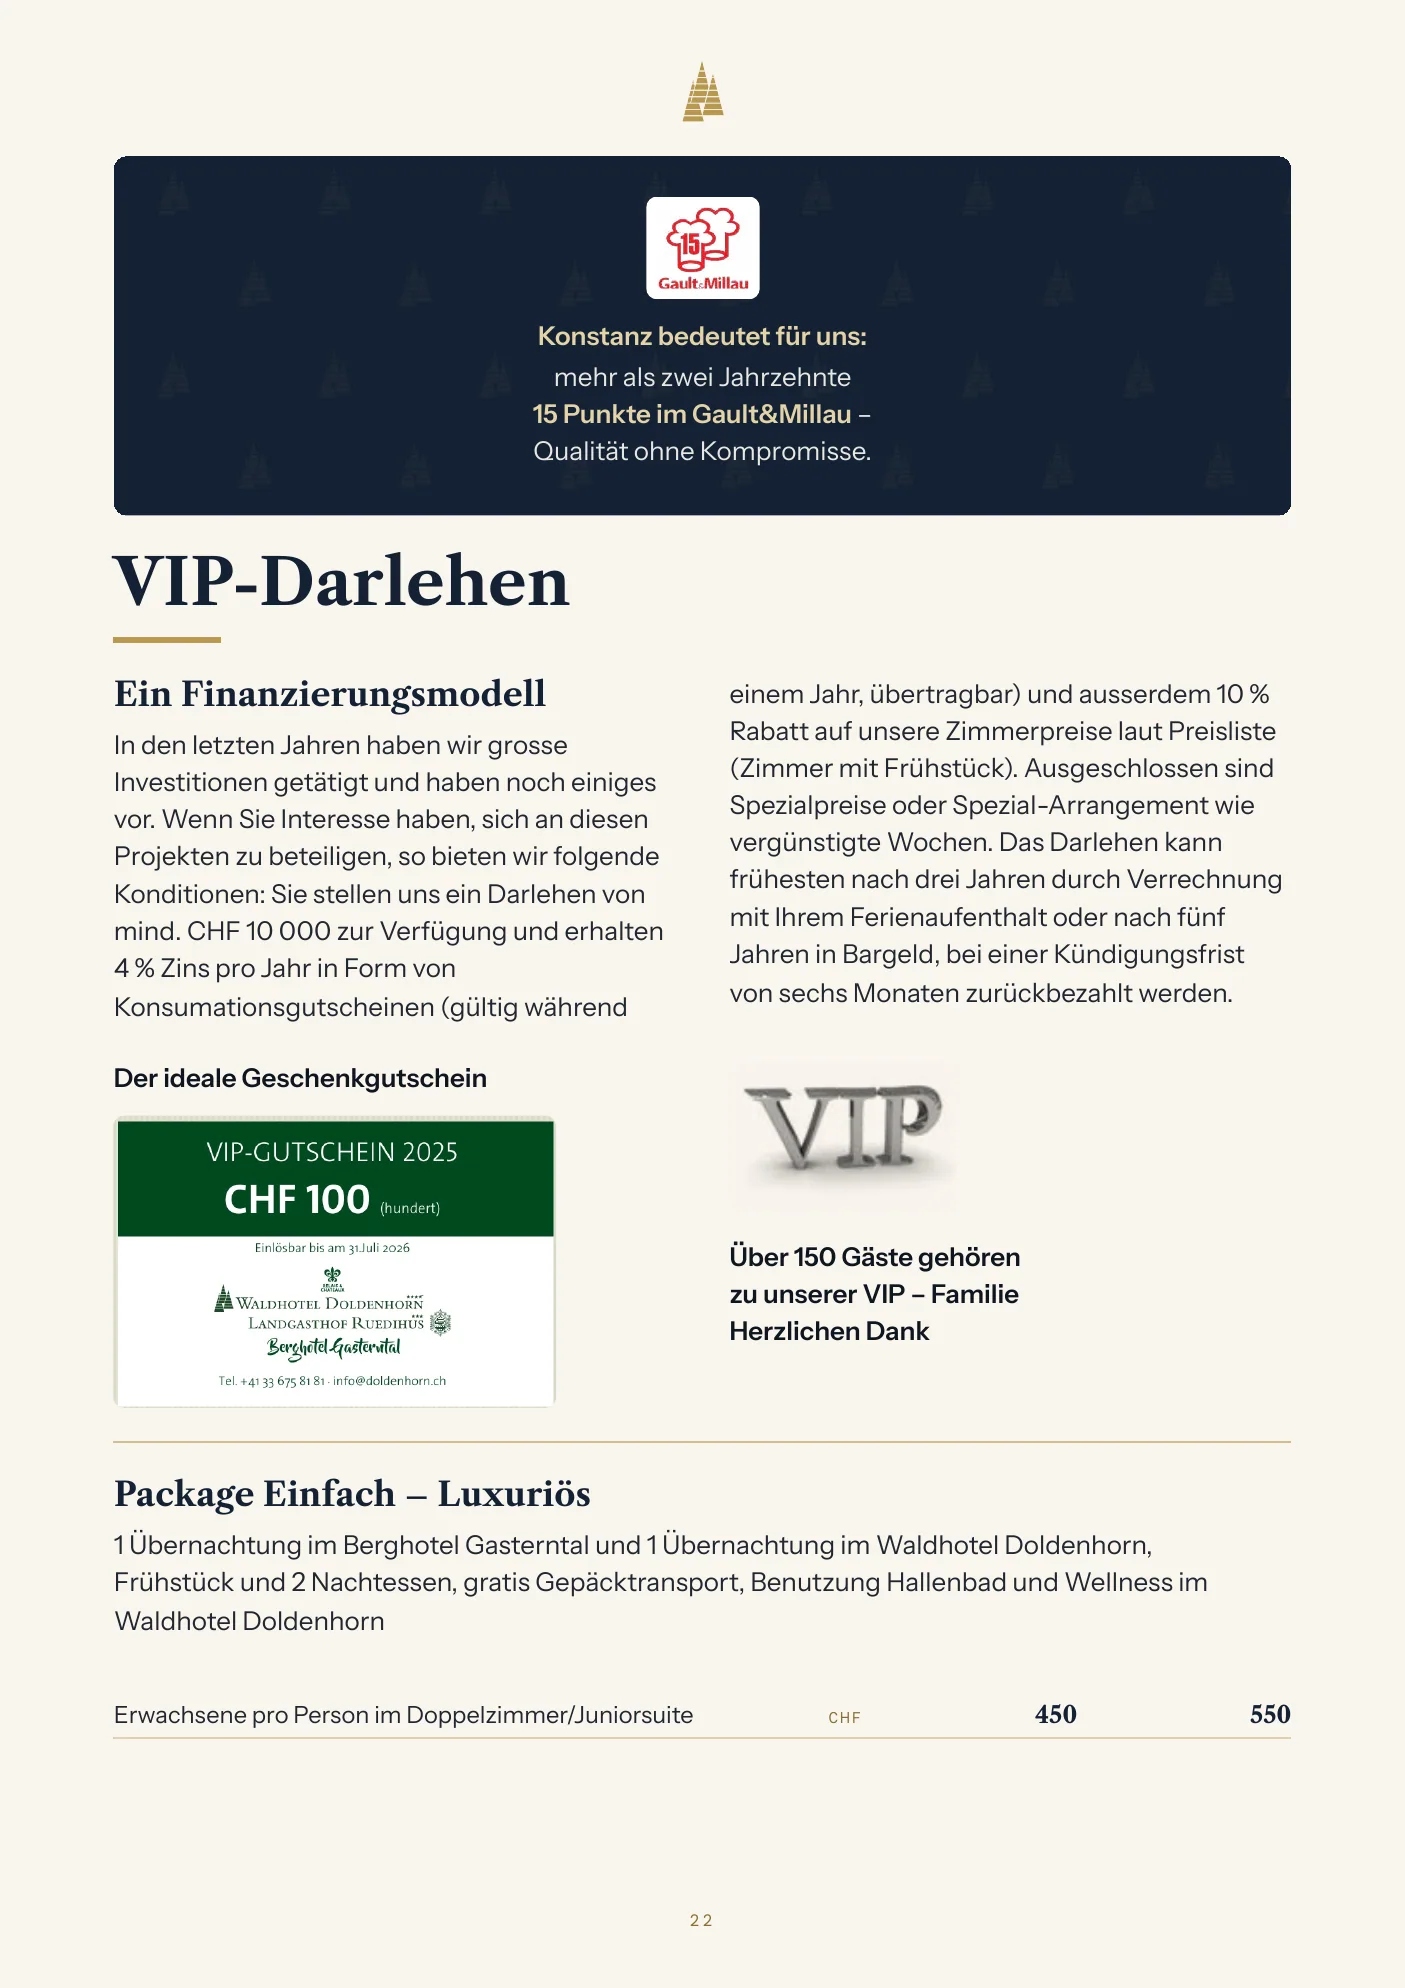 15
Gault&Millau
Konstanz bedeutet für uns:
mehr als zwei Jahrzehnte
15 Punkte im Gault&Millau –
Qualität ohne Kompromisse.
VIP-Darlehen
Ein Finanzierungsmodell
In den letzten Jahren haben wir grosse
Investitionen getätigt und haben noch einiges
vor. Wenn Sie Interesse haben, sich an diesen
Projekten zu beteiligen, so bieten wir folgende
Konditionen: Sie stellen uns ein Darlehen von
mind. CHF 10 000 zur Verfügung und erhalten
4 % Zins pro Jahr in Form von
Konsumationsgutscheinen (gültig während
einem Jahr, übertragbar) und ausserdem 10 %
Rabatt auf unsere Zimmerpreise laut Preisliste
(Zimmer mit Frühstück). Ausgeschlossen sind
Spezialpreise oder Spezial-Arrangement wie
vergünstigte Wochen. Das Darlehen kann
frühesten nach drei Jahren durch Verrechnung
mit Ihrem Ferienaufenthalt oder nach fünf
Jahren in Bargeld, bei einer Kündigungsfrist
von sechs Monaten zurückbezahlt werden.
Der ideale Geschenkgutschein
VIP-GUTSCHEIN 2025
CHF 100 (hundert)
Einlösbar bis am 31.Juli 2026
RELAIS &
CHATEAUX
WALDHOTEL DOLDENHORN
LANDGASTHOF RUEDIHUS
Berghotel Gasterntal
Tel. +41 33 675 81 81 · info@doldenhorn.ch
VIP
Über 150 Gäste gehören
zu unserer VIP – Familie
Herzlichen Dank
Package Einfach – Luxuriös
1 Übernachtung im Berghotel Gasterntal und 1 Übernachtung im Waldhotel Doldenhorn,
Frühstück und 2 Nachtessen, gratis Gepäcktransport, Benutzung Hallenbad und Wellness im
Waldhotel Doldenhorn
Erwachsene pro Person im Doppelzimmer/Juniorsuite CHF 450 550
22